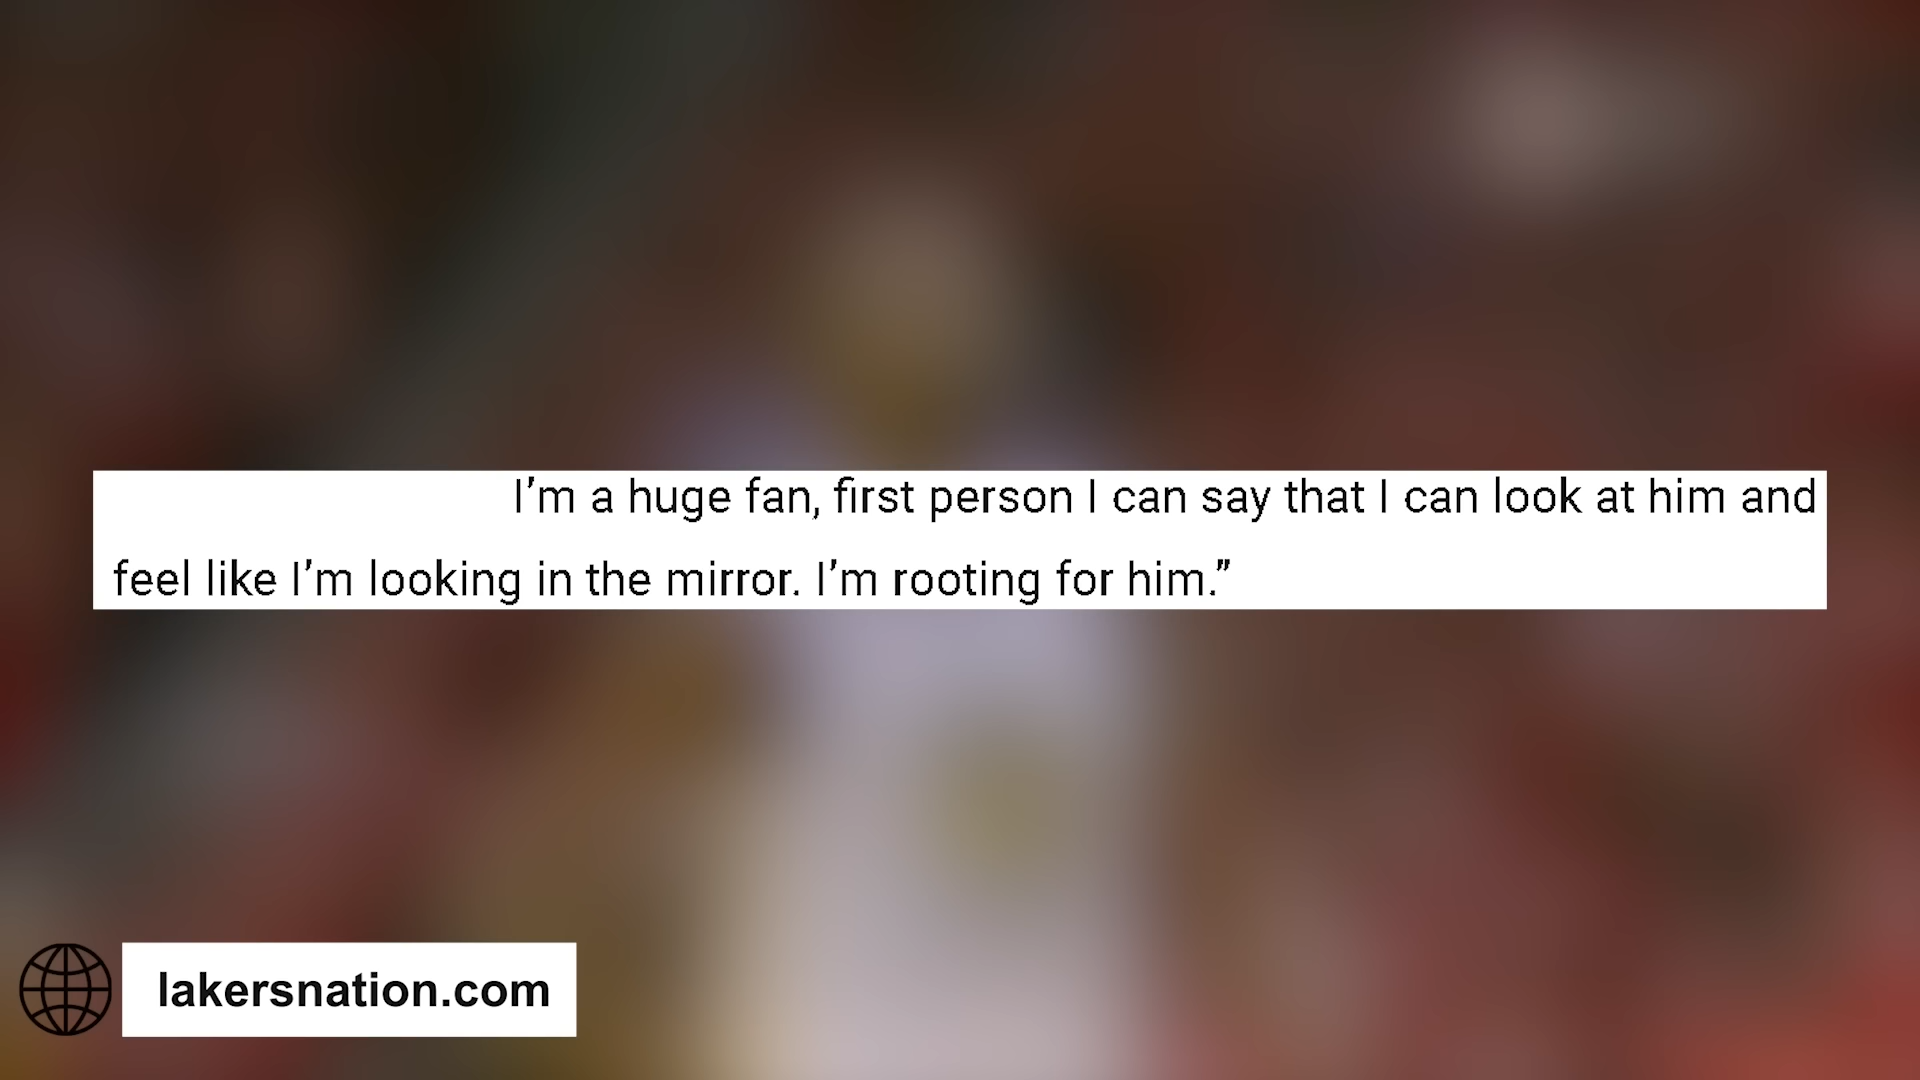 I’m a huge fan, first person I can say that I can look at him and
feel like I’m looking in the mirror. I’m rooting for him.”
lakersnation.com